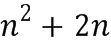 n² + 2n